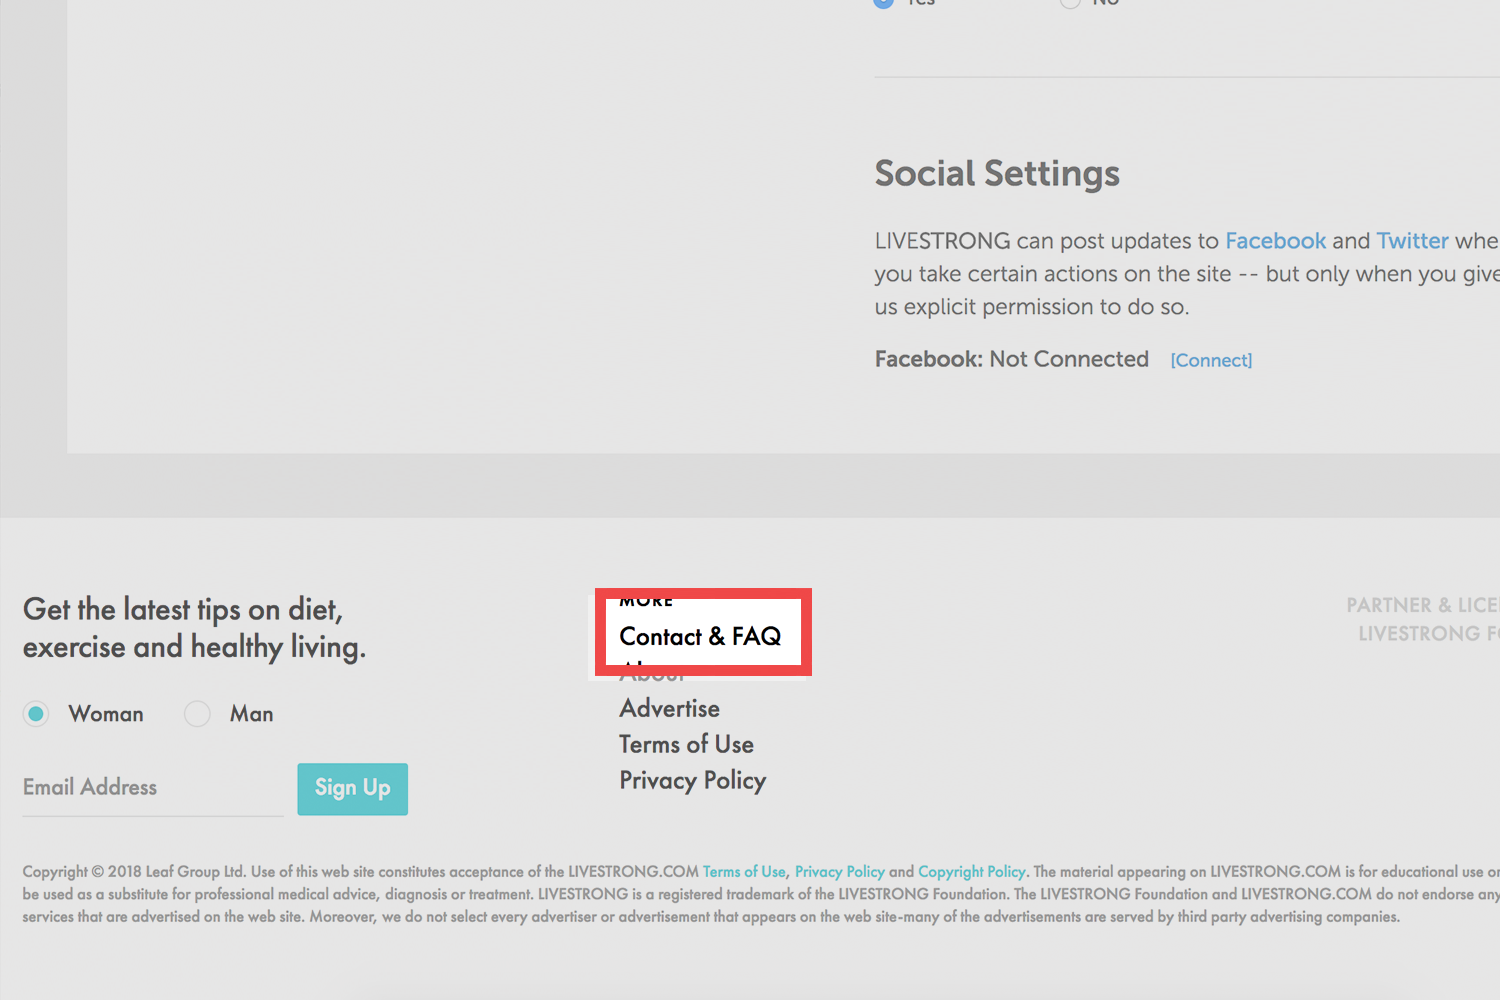 Yes No
Social Settings
LIVESTRONG can post updates to Facebook and Twitter whe
you take certain actions on the site -- but only when you give
us explicit permission to do so.
Facebook: Not Connected [Connect]
Get the latest tips on diet,
exercise and healthy living.
Woman Man
Email Address Sign Up
MORE
Contact & FAQ
About
Advertise
Terms of Use
Privacy Policy
PARTNER & LICE
LIVESTRONG FO
Copyright © 2018 Leaf Group Ltd. Use of this web site constitutes acceptance of the LIVESTRONG.COM Terms of Use, Privacy Policy and Copyright Policy. The material appearing on LIVESTRONG.COM is for educational use on
be used as a substitute for professional medical advice, diagnosis or treatment. LIVESTRONG is a registered trademark of the LIVESTRONG Foundation. The LIVESTRONG Foundation and LIVESTRONG.COM do not endorse any
services that are advertised on the web site. Moreover, we do not select every advertiser or advertisement that appears on the web site-many of the advertisements are served by third party advertising companies.